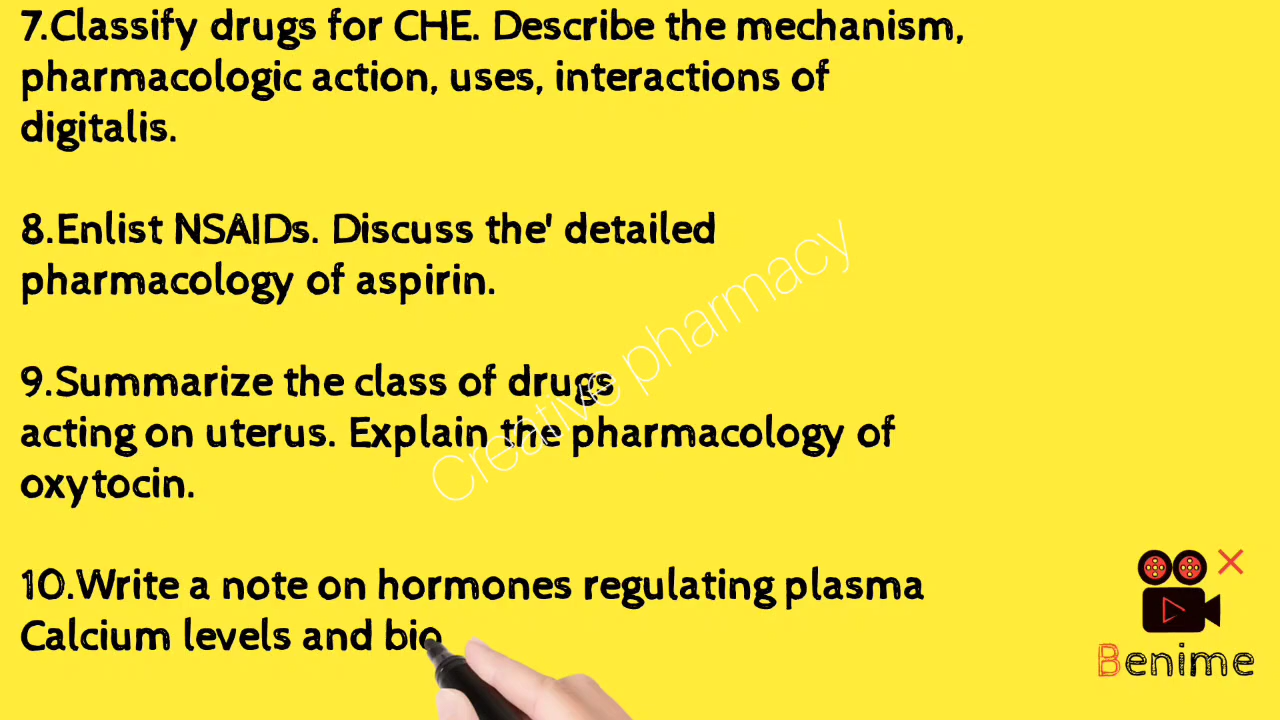 7.Classify drugs for CHE. Describe the mechanism,
pharmacologic action, uses, interactions of
digitalis.
8.Enlist NSAIDs. Discuss the' detailed
pharmacology of aspirin.
9.Summarize the class of drugs
acting on uterus. Explain the pharmacology of
oxytocin.
10.Write a note on hormones regulating plasma
Calcium levels and bio
Creative pharmacy
Benime